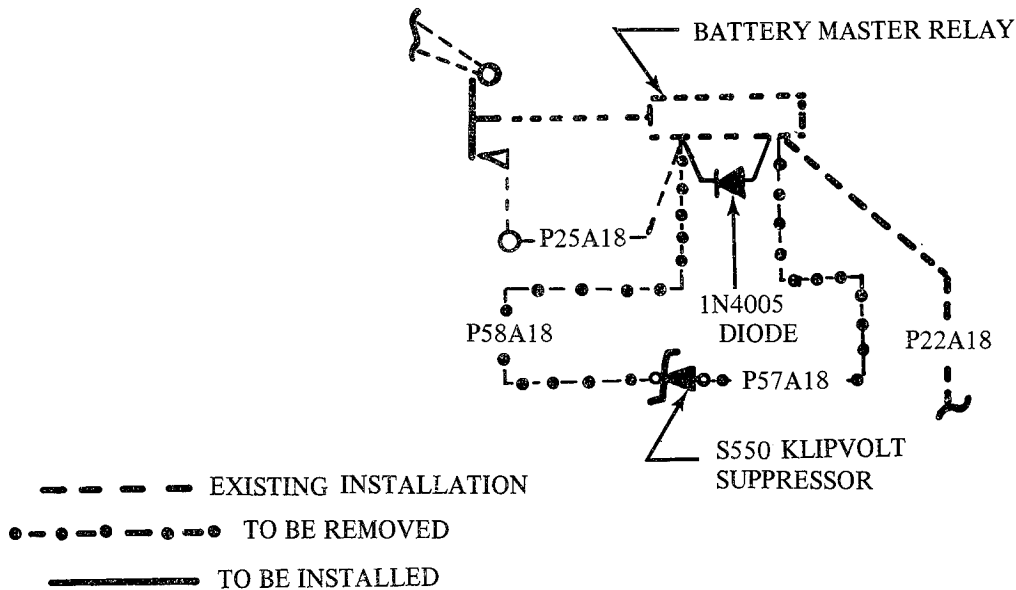 BATTERY MASTER RELAY
P25A18
1N4005
DIODE
P58A18
P22A18
P57A18
S550 KLIPVOLT
SUPPRESSOR
EXISTING INSTALLATION
TO BE REMOVED
TO BE INSTALLED